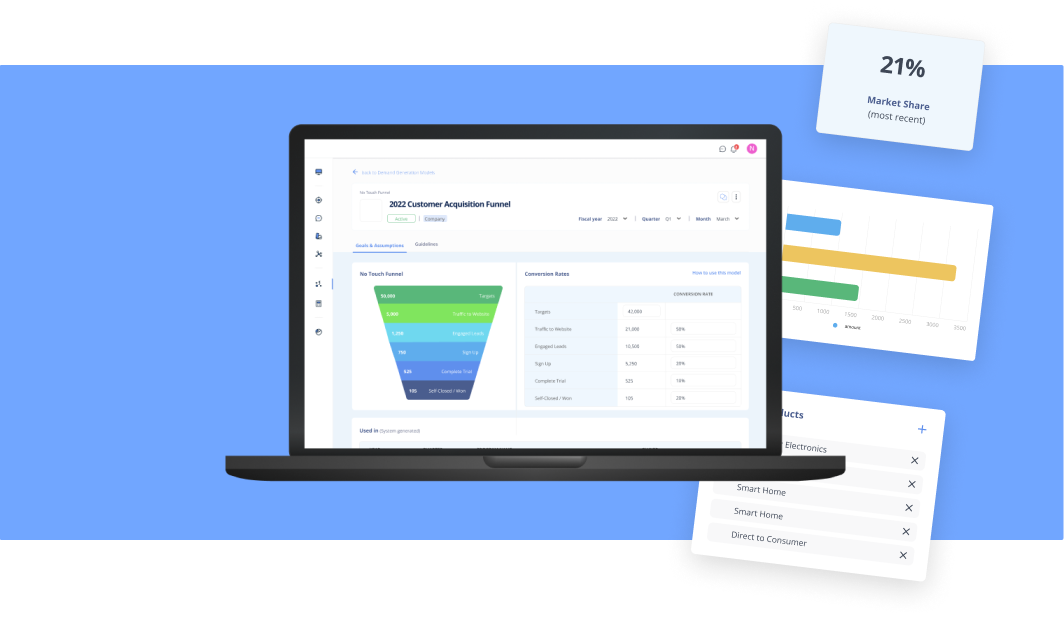 21%
Market Share
(most recent)
N
Back to Demand Generation Models
No Touch Funnel
2022 Customer Acquisition Funnel
Active | Company
Fiscal year 2023 | Quarter Q1 | Month March
Goals & Assumptions Guidelines
No Touch Funnel
50,000 Targets
5,000 Traffic to Website
1,250 Engaged Leads
750 Sign Up
525 Complete Trial
105 Self-Closed / Won
Conversion Rates How to use this model
CONVERSION RATE
Targets 42,000
Traffic to Website 21,000 50%
Engaged Leads 10,500 50%
Sign Up 5,250 20%
Complete Trial 525 10%
Self-Closed / Won 105 20%
Used in (System generated)
500 1000 1500 2000 2500 3000 3500
amount
ucts
Electronics
Smart Home
Smart Home
Direct to Consumer